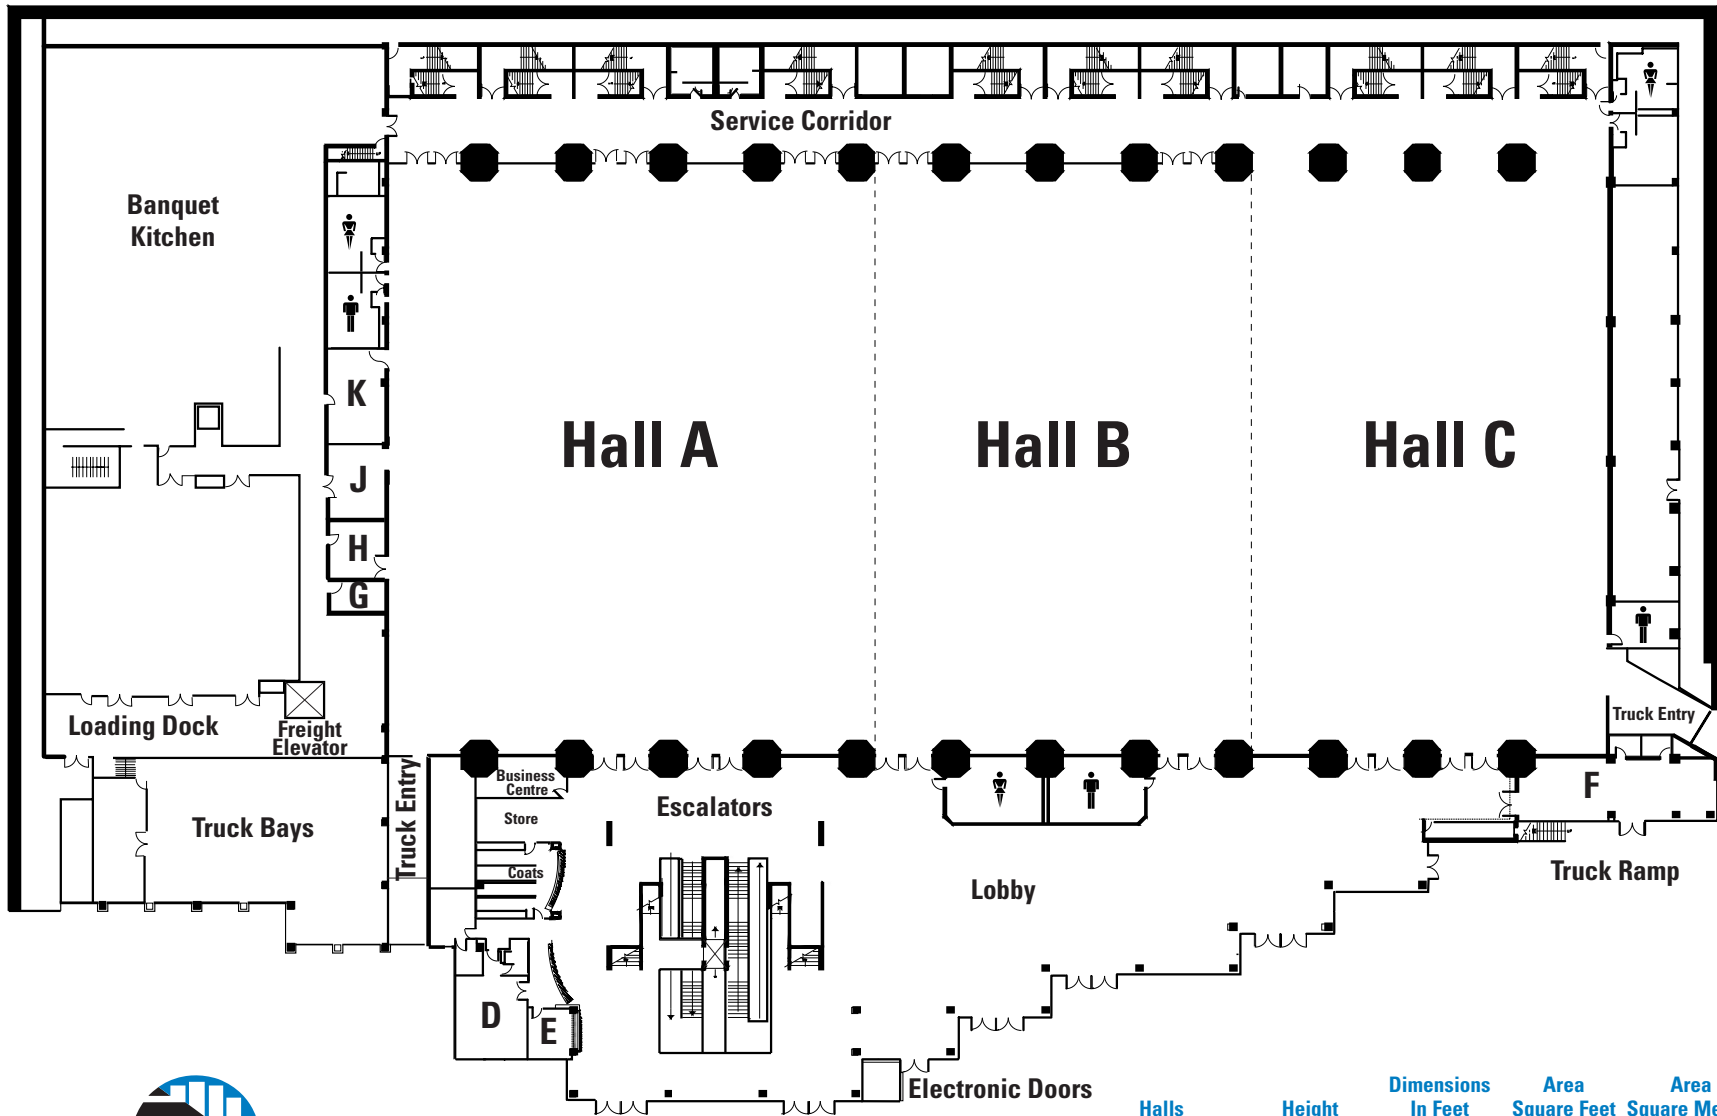 Service Corridor
Banquet
Kitchen
K
Hall A
Hall B
Hall C
J
H
G
Loading Dock
Freight
Elevator
Truck Entry
Truck Entry
Business
Centre
Store
Escalators
F
Truck Bays
Coats
Lobby
Truck Ramp
D
E
Electronic Doors
Dimensions
Area
Area
Halls
Height
In Feet
Square Feet